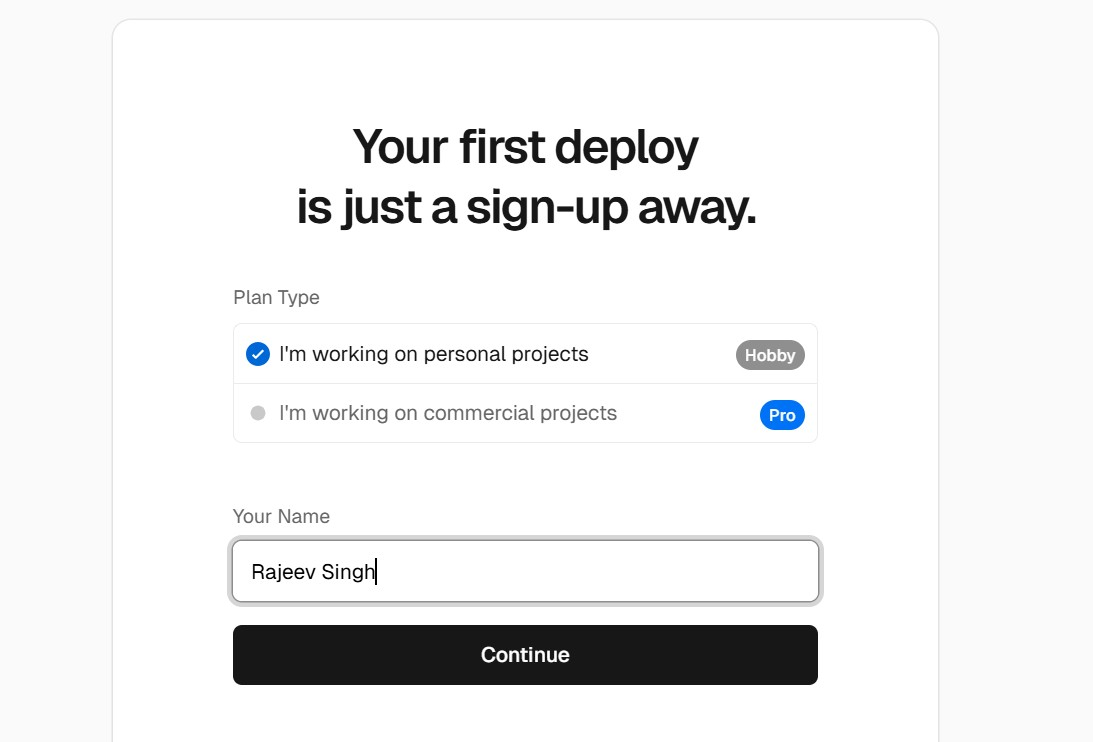 Your first deploy
is just a sign-up away.
Plan Type
I'm working on personal projects Hobby
I'm working on commercial projects Pro
Your Name
Rajeev Singh
Continue